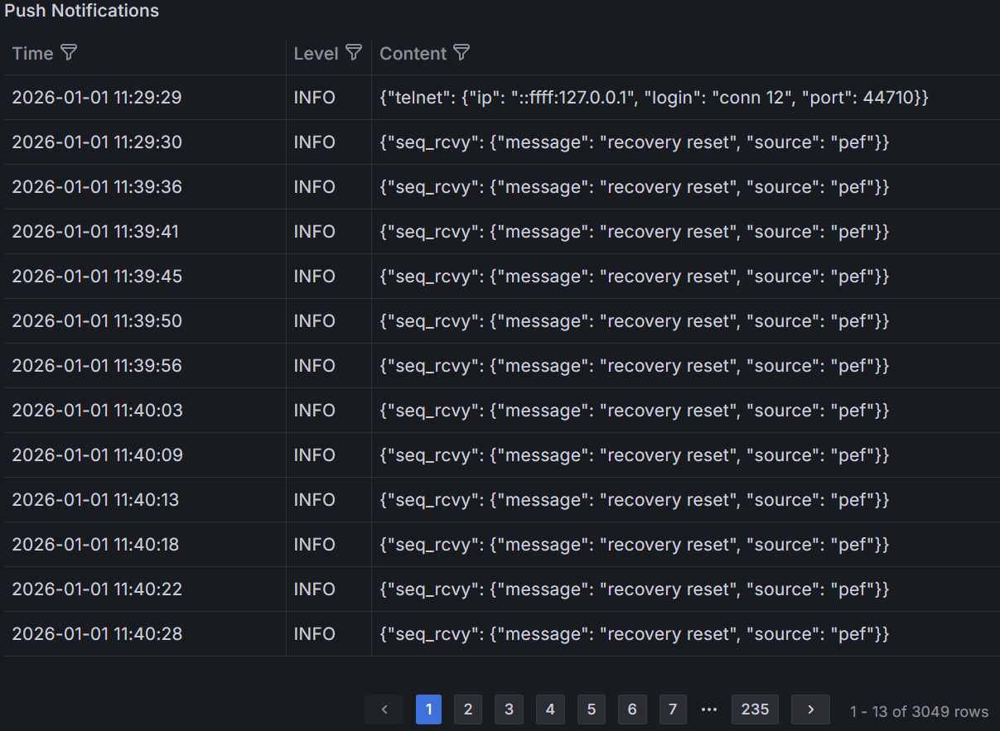 Push Notifications
Time Level Content
2026-01-01 11:29:29 INFO {"telnet": {"ip": "::ffff:127.0.0.1", "login": "conn 12", "port": 44710}}
2026-01-01 11:29:30 INFO {"seq_rcvy": {"message": "recovery reset", "source": "pef"}}
2026-01-01 11:39:36 INFO {"seq_rcvy": {"message": "recovery reset", "source": "pef"}}
2026-01-01 11:39:41 INFO {"seq_rcvy": {"message": "recovery reset", "source": "pef"}}
2026-01-01 11:39:45 INFO {"seq_rcvy": {"message": "recovery reset", "source": "pef"}}
2026-01-01 11:39:50 INFO {"seq_rcvy": {"message": "recovery reset", "source": "pef"}}
2026-01-01 11:39:56 INFO {"seq_rcvy": {"message": "recovery reset", "source": "pef"}}
2026-01-01 11:40:03 INFO {"seq_rcvy": {"message": "recovery reset", "source": "pef"}}
2026-01-01 11:40:09 INFO {"seq_rcvy": {"message": "recovery reset", "source": "pef"}}
2026-01-01 11:40:13 INFO {"seq_rcvy": {"message": "recovery reset", "source": "pef"}}
2026-01-01 11:40:18 INFO {"seq_rcvy": {"message": "recovery reset", "source": "pef"}}
2026-01-01 11:40:22 INFO {"seq_rcvy": {"message": "recovery reset", "source": "pef"}}
2026-01-01 11:40:28 INFO {"seq_rcvy": {"message": "recovery reset", "source": "pef"}}
‹ 1 2 3 4 5 6 7 ••• 235 › 1 - 13 of 3049 rows